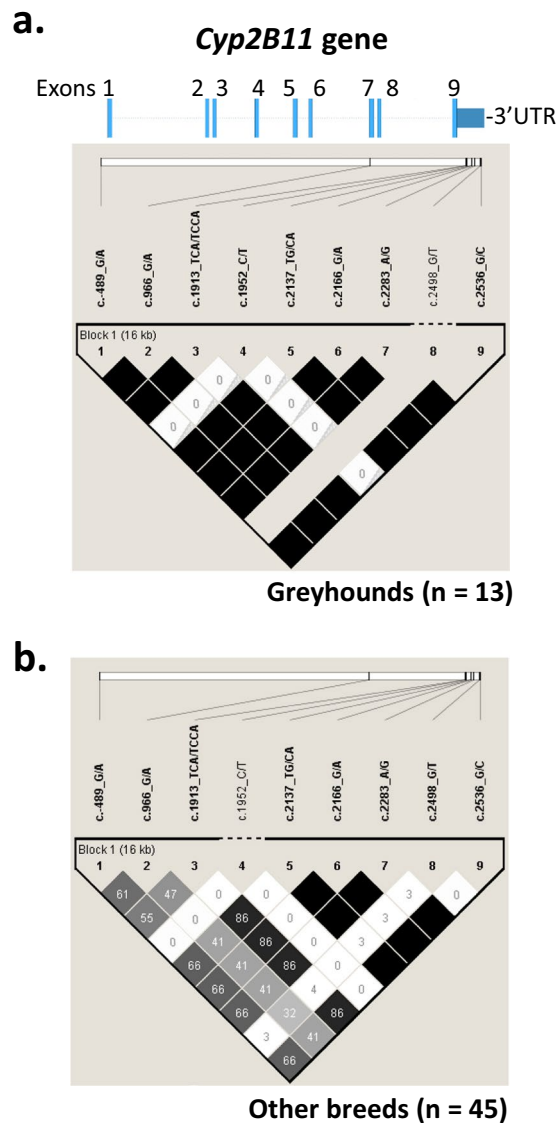 a.
Cyp2B11 gene
Exons 1 2 3 4 5 6 7 8 9
-3'UTR
c.-489_G/A
c.966_G/A
c.1913_TCA/TCCA
c.1952_C/T
c.2137_TG/CA
c.2166_G/A
c.2283_A/G
c.2498_G/T
c.2536_G/C
Block 1 (16 kb)
1 2 3 4 5 6 7 8 9
0 0
0 0
0 0
0
Greyhounds (n = 13)
b.
c.-489_G/A
c.966_G/A
c.1913_TCA/TCCA
c.1952_C/T
c.2137_TG/CA
c.2166_G/A
c.2283_A/G
c.2498_G/T
c.2536_G/C
Block 1 (16 kb)
1 2 3 4 5 6 7 8 9
61 47 0 0 3 0
55 0 86 0 3
0 41 86 0 3
66 41 86 0
66 41 4 0
66 32 86
3 41
66
Other breeds (n = 45)